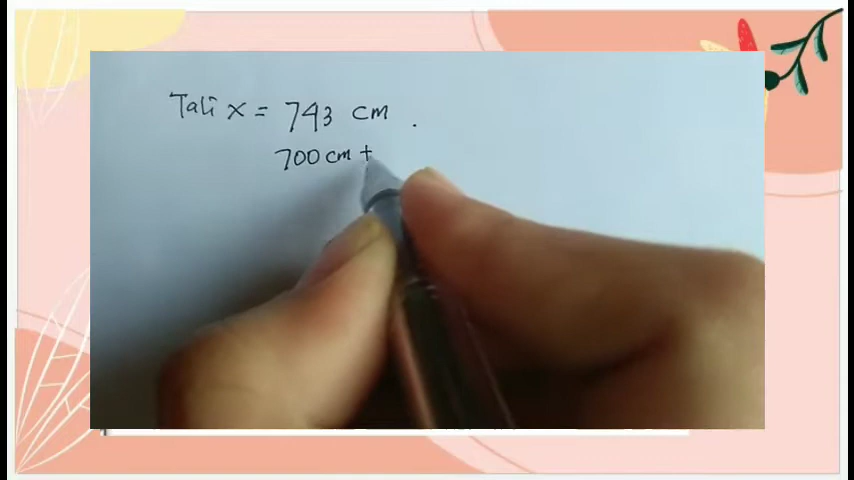 Tali x = 743 cm .
700 cm +